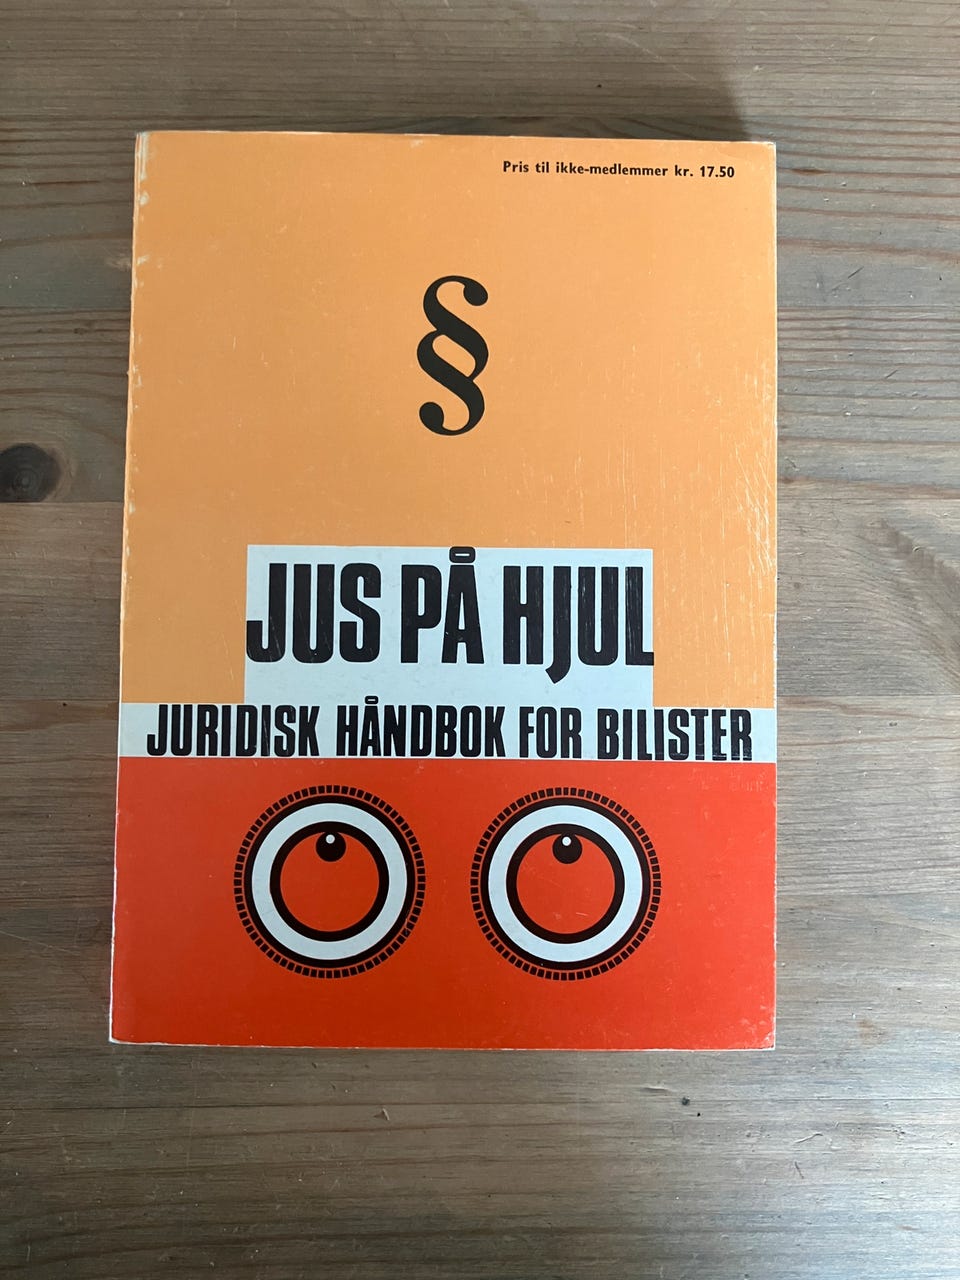 Pris til ikke-medlemmer kr. 17.50
§
JUS PÅ HJUL
JURIDISK HÅNDBOK FOR BILISTER